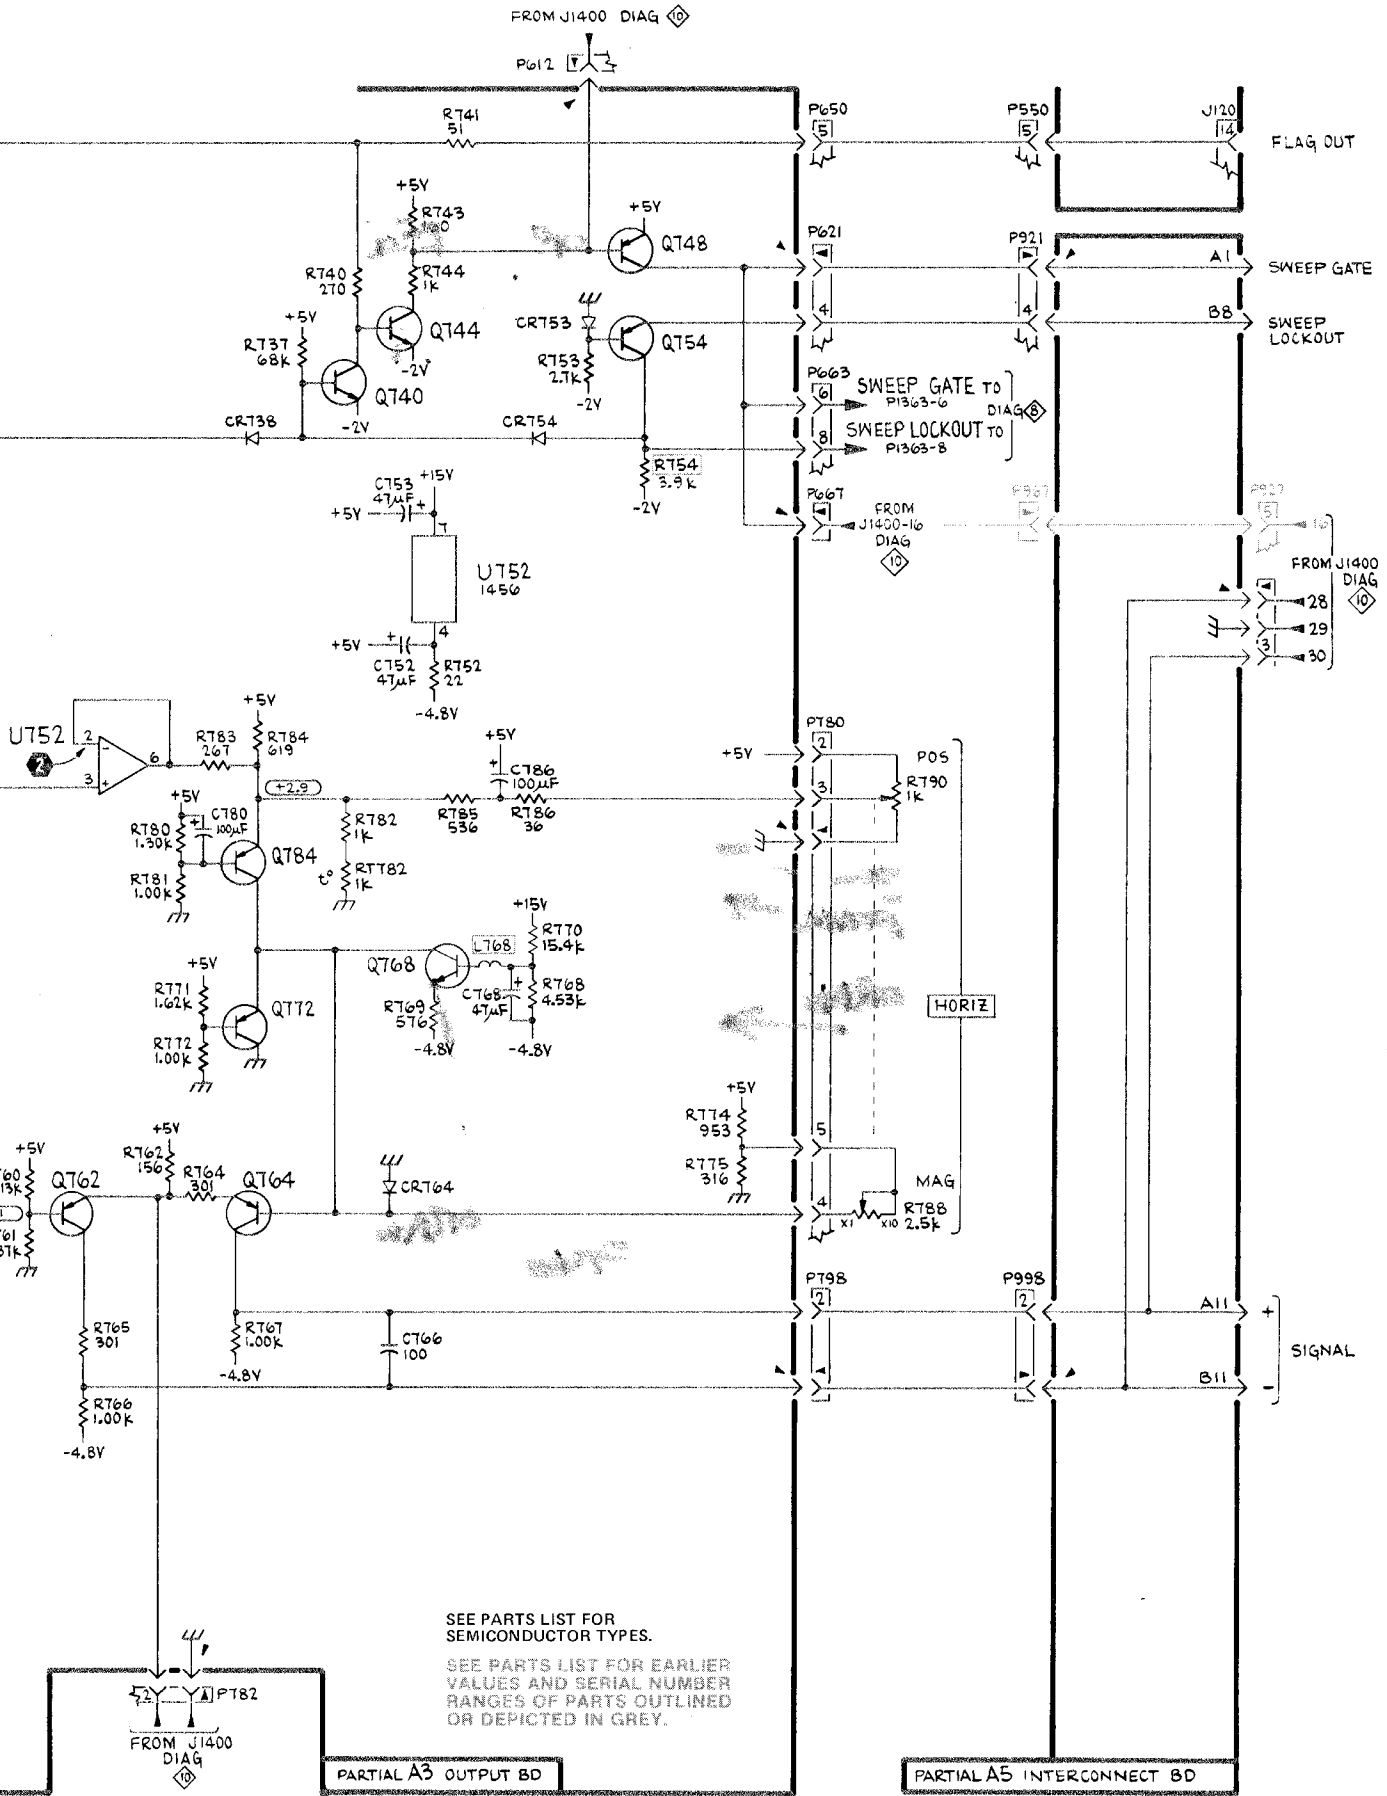 FROM J1400 DIAG 10
P612
R741
51
P650
5
P550
5
J120
14
FLAG OUT
+5V
R743
+5V
Q748
P621
P921
A1
SWEEP GATE
R740
270
R744
1K
+5V
Q744
CR753
Q754
4
4
B8
SWEEP
LOCKOUT
R737
68K
R753
2.7K
-2V
-2V
Q740
-2V
P663
6
SWEEP GATE TO
P1363-6
DIAG 8
8
SWEEP LOCKOUT TO
P1363-8
CR738
CR754
R754
3.9K
-2V
C753
47µF
+
+15V
+5V
7
U752
1456
4
+5V
+
C752
47µF
R752
22
-4.8V
P667
FROM
J1400-16
DIAG
10
P967
P927
5
16
FROM J1400
DIAG
10
28
29
3
30
U752
2
2
-
3
+
6
R783
267
+5V
R784
619
+2.9
+5V
C780
100µF
+
R780
1.30K
R781
1.00K
Q784
R782
1K
t°
RT782
1K
+5V
+
C786
100µF
R785
536
R786
36
P780
+5V
2
3
POS
R790
1K
+15V
R770
15.4K
L768
Q768
C768
47µF
+
R768
4.53K
R769
576
-4.8V
-4.8V
+5V
R771
1.62K
R772
1.00K
Q772
HORIZ
+5V
R774
953
R775
316
5
4
MAG
R788
2.5K
X1
X10
+5V
Q762
+5V
R762
156
R764
301
Q764
CR764
R765
301
R766
1.00K
-4.8V
R767
1.00K
-4.8V
C766
100
P798
2
P998
2
A11
+
SIGNAL
B11
-
SEE PARTS LIST FOR
SEMICONDUCTOR TYPES.
SEE PARTS LIST FOR EARLIER
VALUES AND SERIAL NUMBER
RANGES OF PARTS OUTLINED
OR DEPICTED IN GREY.
2
P782
FROM J1400
DIAG
10
PARTIAL A3 OUTPUT BD
PARTIAL A5 INTERCONNECT BD